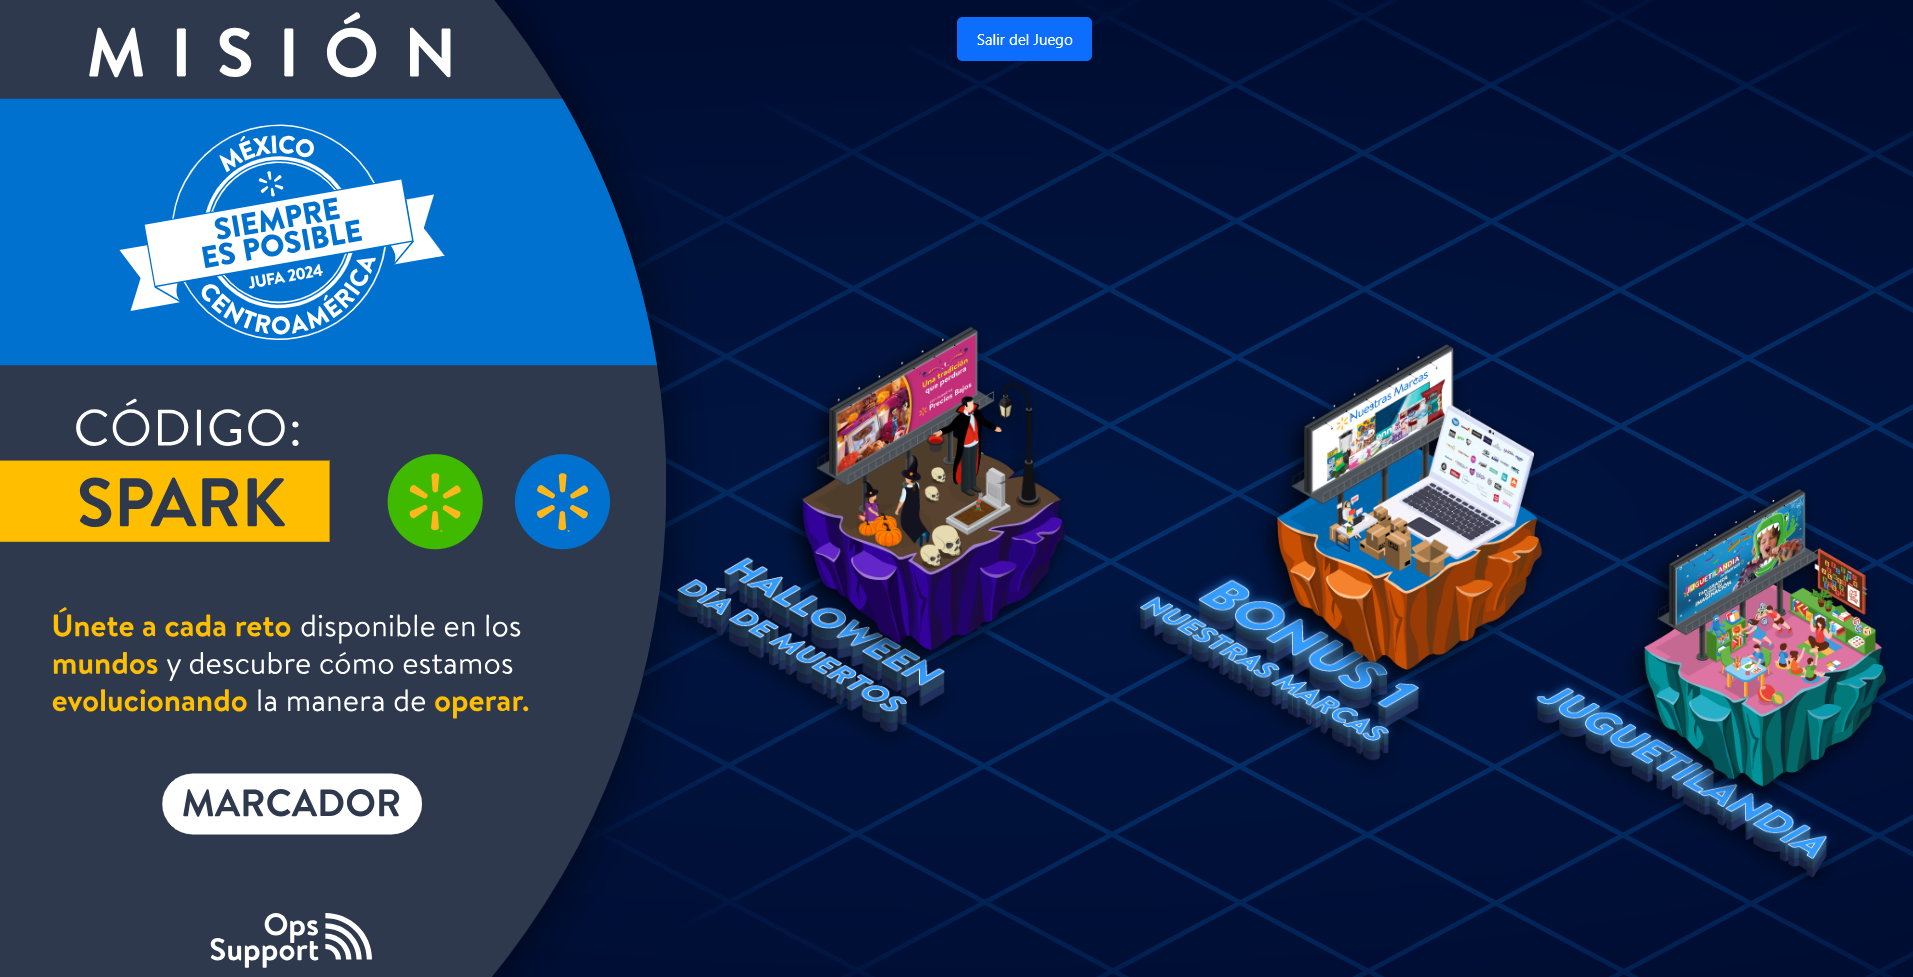 MISIÓN
Salir del Juego
MÉXICO
SIEMPRE
ES POSIBLE
JUFA 2024
CENTROAMÉRICA
CÓDIGO:
SPARK
Únete a cada reto disponible en los
mundos y descubre cómo estamos
evolucionando la manera de operar.
MARCADOR
Ops
Support
Una tradición
que perdura
Precios Bajos
HALLOWEEN
DÍA DE MUERTOS
Nuestras Marcas
BONUS 1
NUESTRAS MARCAS
JUGUETILANDIA
IMAGINACIÓN
JUGUETILANDIA